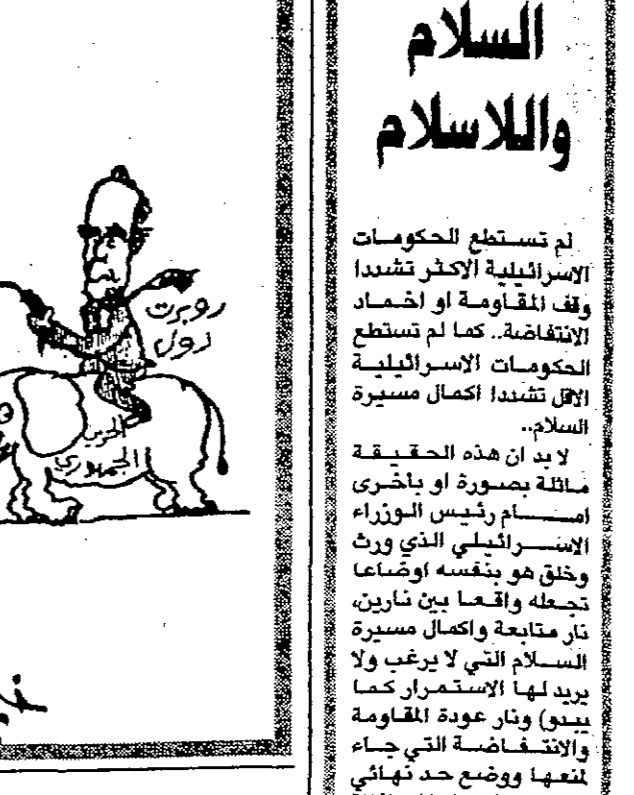 السلام
واللاسلام
لم تستطع الحكومات
الاسرائيلية الاكثر تشددا
وقف المقاومة او اخماد
الانتفاضة.. كما لم تستطع
الحكومات الاسرائيلية
الاقل تشددا اكمال مسيرة
السلام..
لا بد ان هذه الحقيقة
ماثلة بصورة او بأخرى
امام رئيس الوزراء
الاسرائيلي الذي ورث
وخلق هو بنفسه اوضاعا
تجعله واقعا بين نارين،
نار متابعة واكمال مسيرة
السلام التي لا يرغب ولا
يريد لها الاستمرار كما
يبدو) ونار عودة المقاومة
والانتفاضة التي جاء
لمنعها ووضع حد نهائي
روبرت
دول
الحزب
الجمهوري